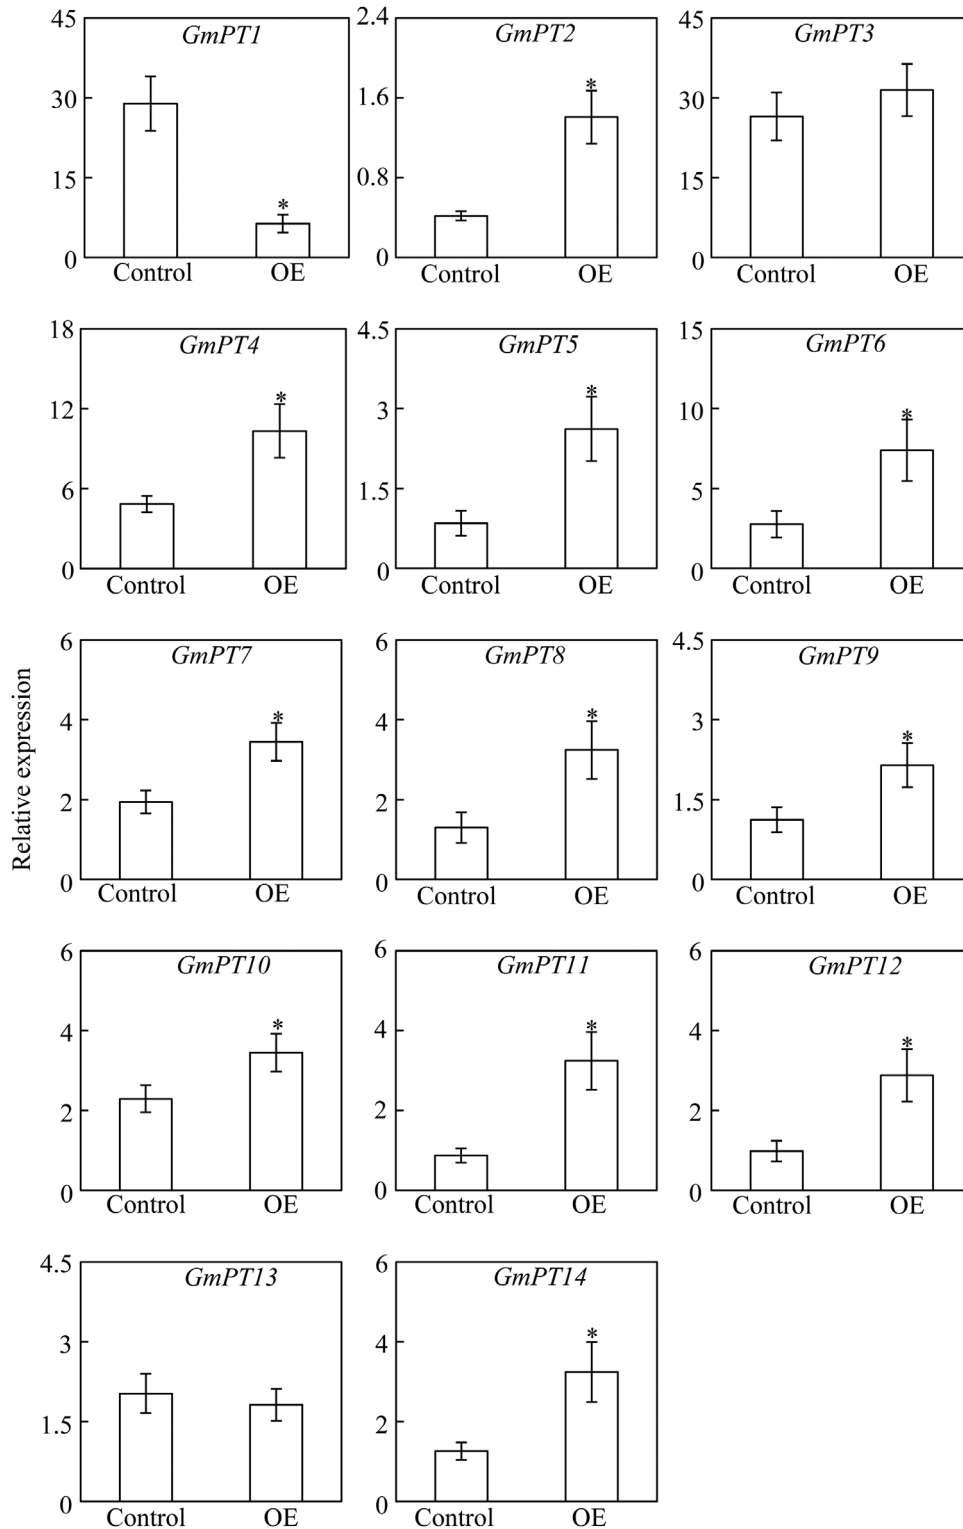 Relative expression
GmPT1
45
30
15
0
Control OE
GmPT2
2.4
1.6
0.8
0
Control OE
GmPT3
45
30
15
0
Control OE
GmPT4
18
12
6
0
Control OE
GmPT5
4.5
3
1.5
0
Control OE
GmPT6
15
10
5
0
Control OE
GmPT7
6
4
2
0
Control OE
GmPT8
6
4
2
0
Control OE
GmPT9
4.5
3
1.5
0
Control OE
GmPT10
6
4
2
0
Control OE
GmPT11
6
4
2
0
Control OE
GmPT12
6
4
2
0
Control OE
GmPT13
4.5
3
1.5
0
Control OE
GmPT14
6
4
2
0
Control OE
*
*
*
*
*
*
*
*
*
*
*
*